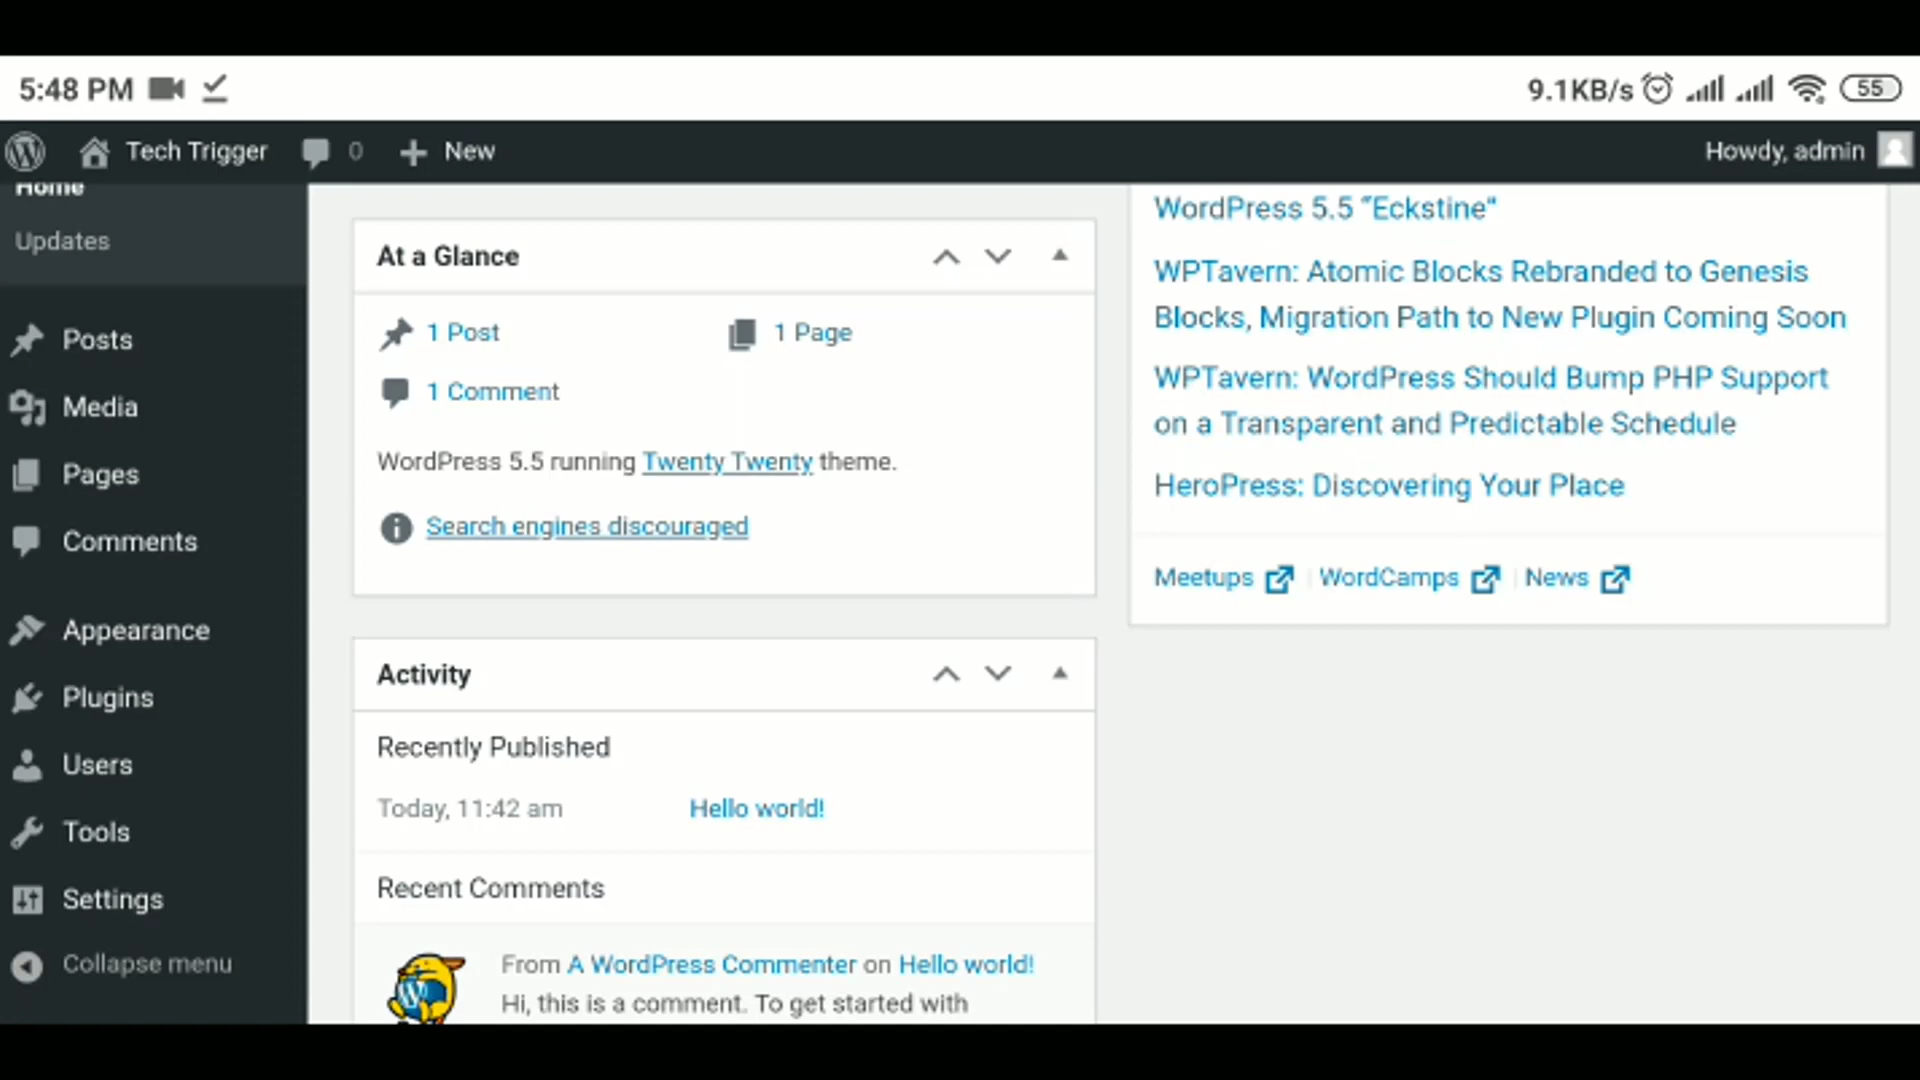 5:48 PM
9.1KB/s
55
Tech Trigger
0
New
Howdy, admin
Home
Updates
Posts
Media
Pages
Comments
Appearance
Plugins
Users
Tools
Settings
Collapse menu
At a Glance
1 Post
1 Page
1 Comment
WordPress 5.5 running Twenty Twenty theme.
Search engines discouraged
Activity
Recently Published
Today, 11:42 am
Hello world!
Recent Comments
From A WordPress Commenter on Hello world!
Hi, this is a comment. To get started with
WordPress 5.5 “Eckstine”
WPTavern: Atomic Blocks Rebranded to Genesis
Blocks, Migration Path to New Plugin Coming Soon
WPTavern: WordPress Should Bump PHP Support
on a Transparent and Predictable Schedule
HeroPress: Discovering Your Place
Meetups | WordCamps | News